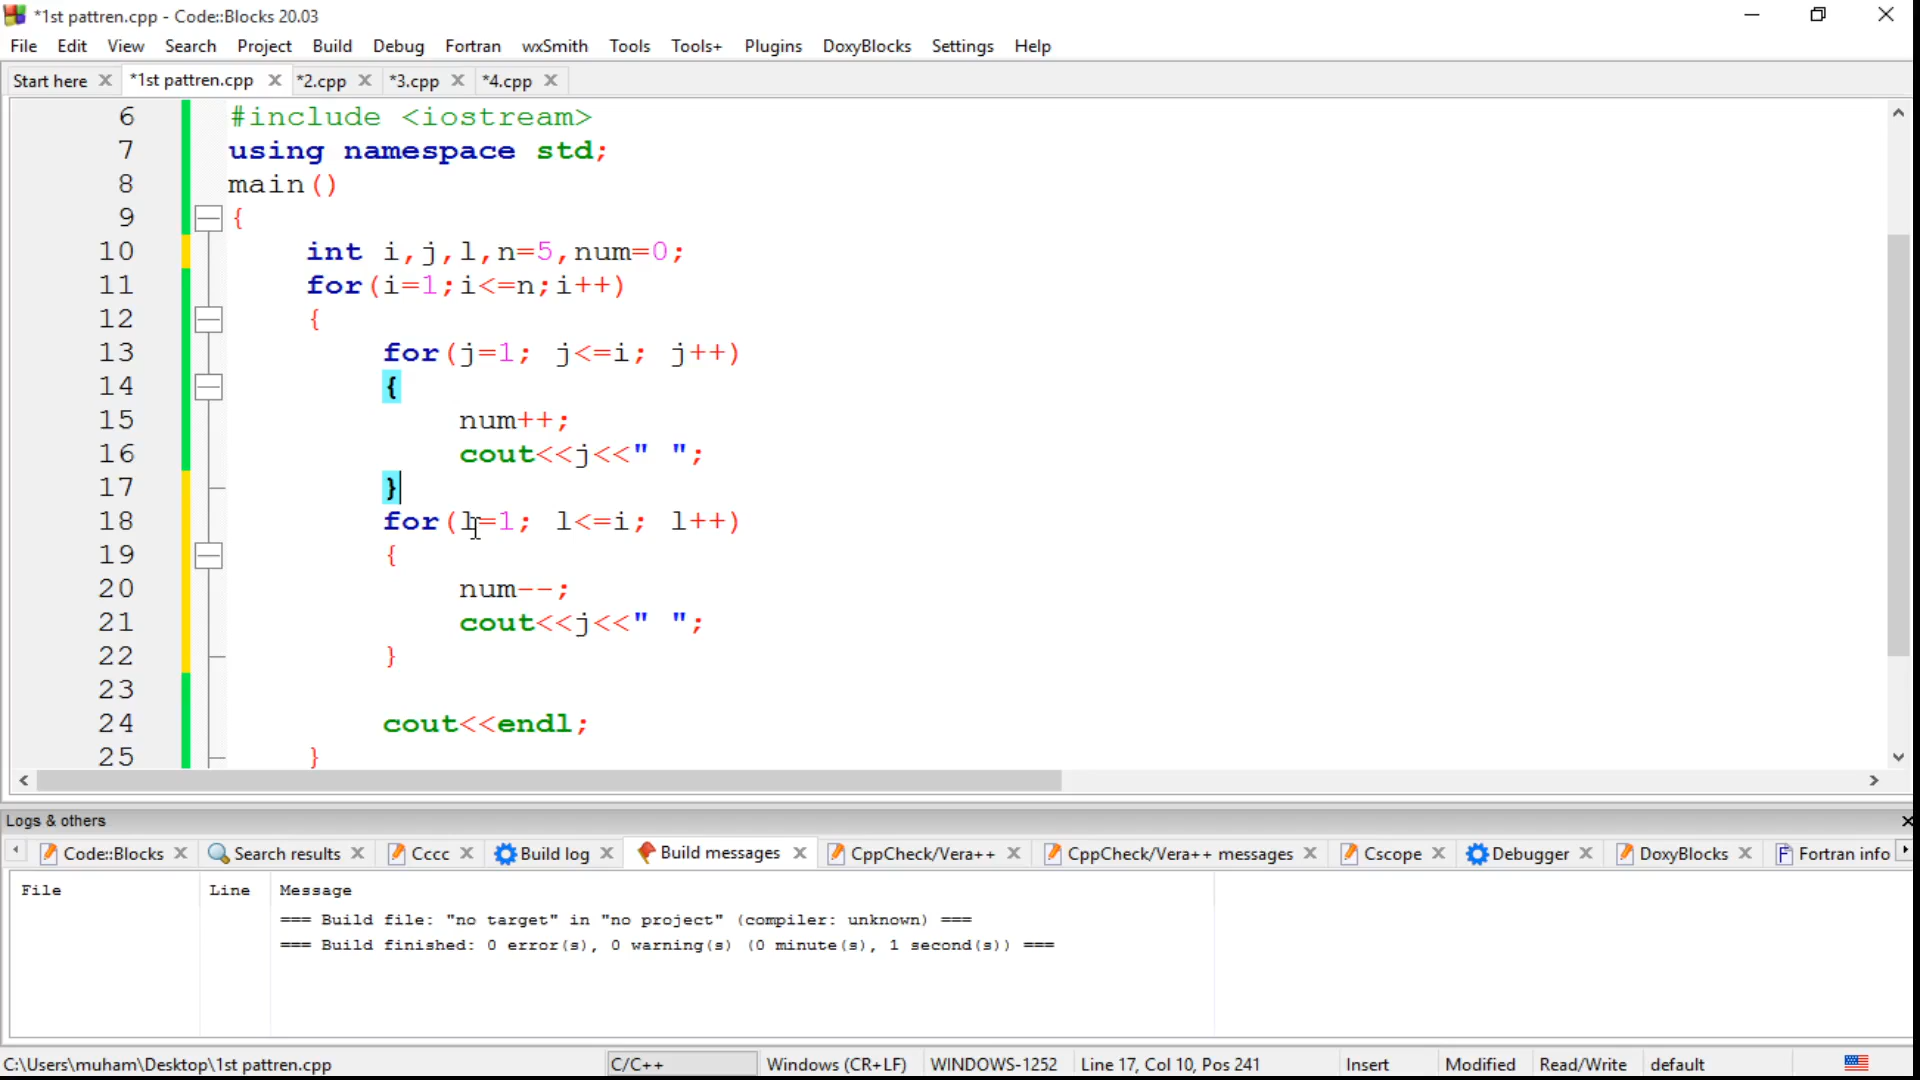 *1st pattren.cpp - Code::Blocks 20.03
File Edit View Search Project Build Debug Fortran wxSmith Tools Tools+ Plugins DoxyBlocks Settings Help
Start here *1st pattren.cpp *2.cpp *3.cpp *4.cpp
6 #include <iostream>
7 using namespace std;
8 main()
9 {
10 int i,j,l,n=5,num=0;
11 for(i=1;i<=n;i++)
12 {
13 for(j=1; j<=i; j++)
14 {
15 num++;
16 cout<<j<<" ";
17 }
18 for(l=1; l<=i; l++)
19 {
20 num--;
21 cout<<j<<" ";
22 }
23
24 cout<<endl;
25 }
Logs & others
Code::Blocks Search results Cccc Build log Build messages CppCheck/Vera++ CppCheck/Vera++ messages Cscope Debugger DoxyBlocks Fortran info
File Line Message
=== Build file: "no target" in "no project" (compiler: unknown) ===
=== Build finished: 0 error(s), 0 warning(s) (0 minute(s), 1 second(s)) ===
C:\Users\muham\Desktop\1st pattren.cpp C/C++ Windows (CR+LF) WINDOWS-1252 Line 17, Col 10, Pos 241 Insert Modified Read/Write default